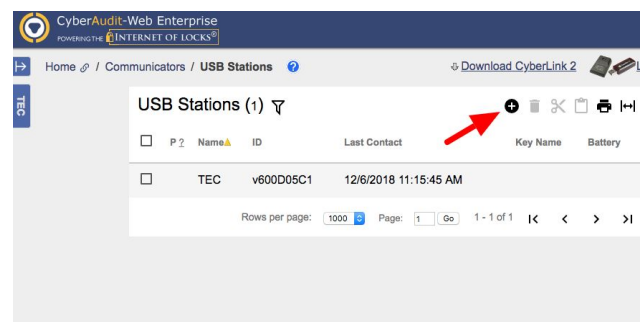 CyberAudit-Web Enterprise
POWERING THE INTERNET OF LOCKS®
Home / Communicators / USB Stations ?
Download CyberLink 2
TEC
USB Stations (1)
P ? Name ID Last Contact Key Name Battery
TEC v600D05C1 12/6/2018 11:15:45 AM
Rows per page: 1000 Page: 1 Go 1 - 1 of 1